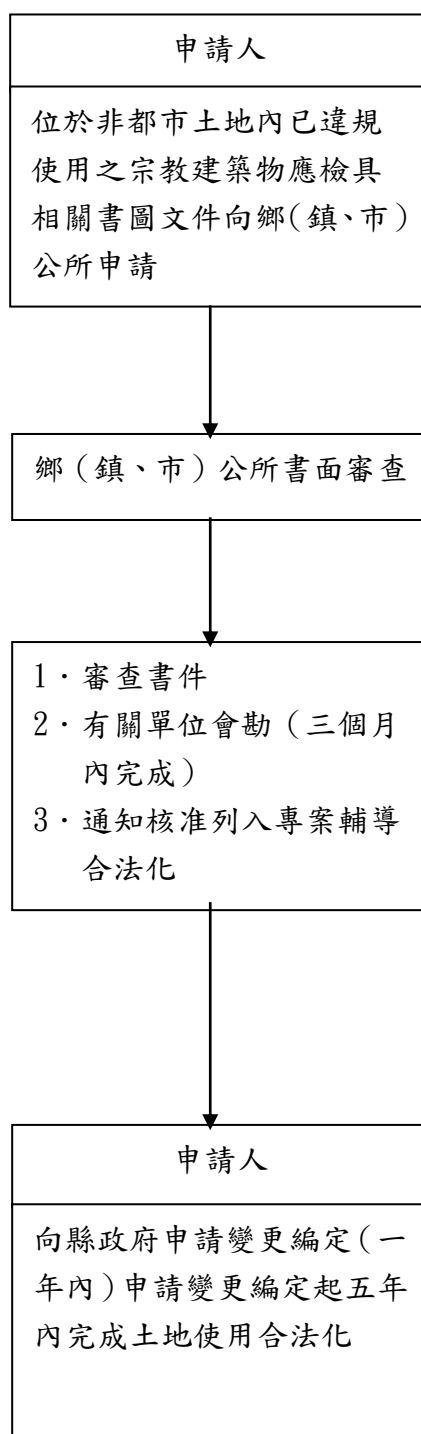 申請人
位於非都市土地內已違規
使用之宗教建築物應檢具
相關書圖文件向鄉(鎮、市)
公所申請
鄉(鎮、市)公所書面審查
1．審查書件
2．有關單位會勘(三個月
內完成)
3．通知核准列入專案輔導
合法化
申請人
向縣政府申請變更編定(一
年內)申請變更編定起五年
內完成土地使用合法化